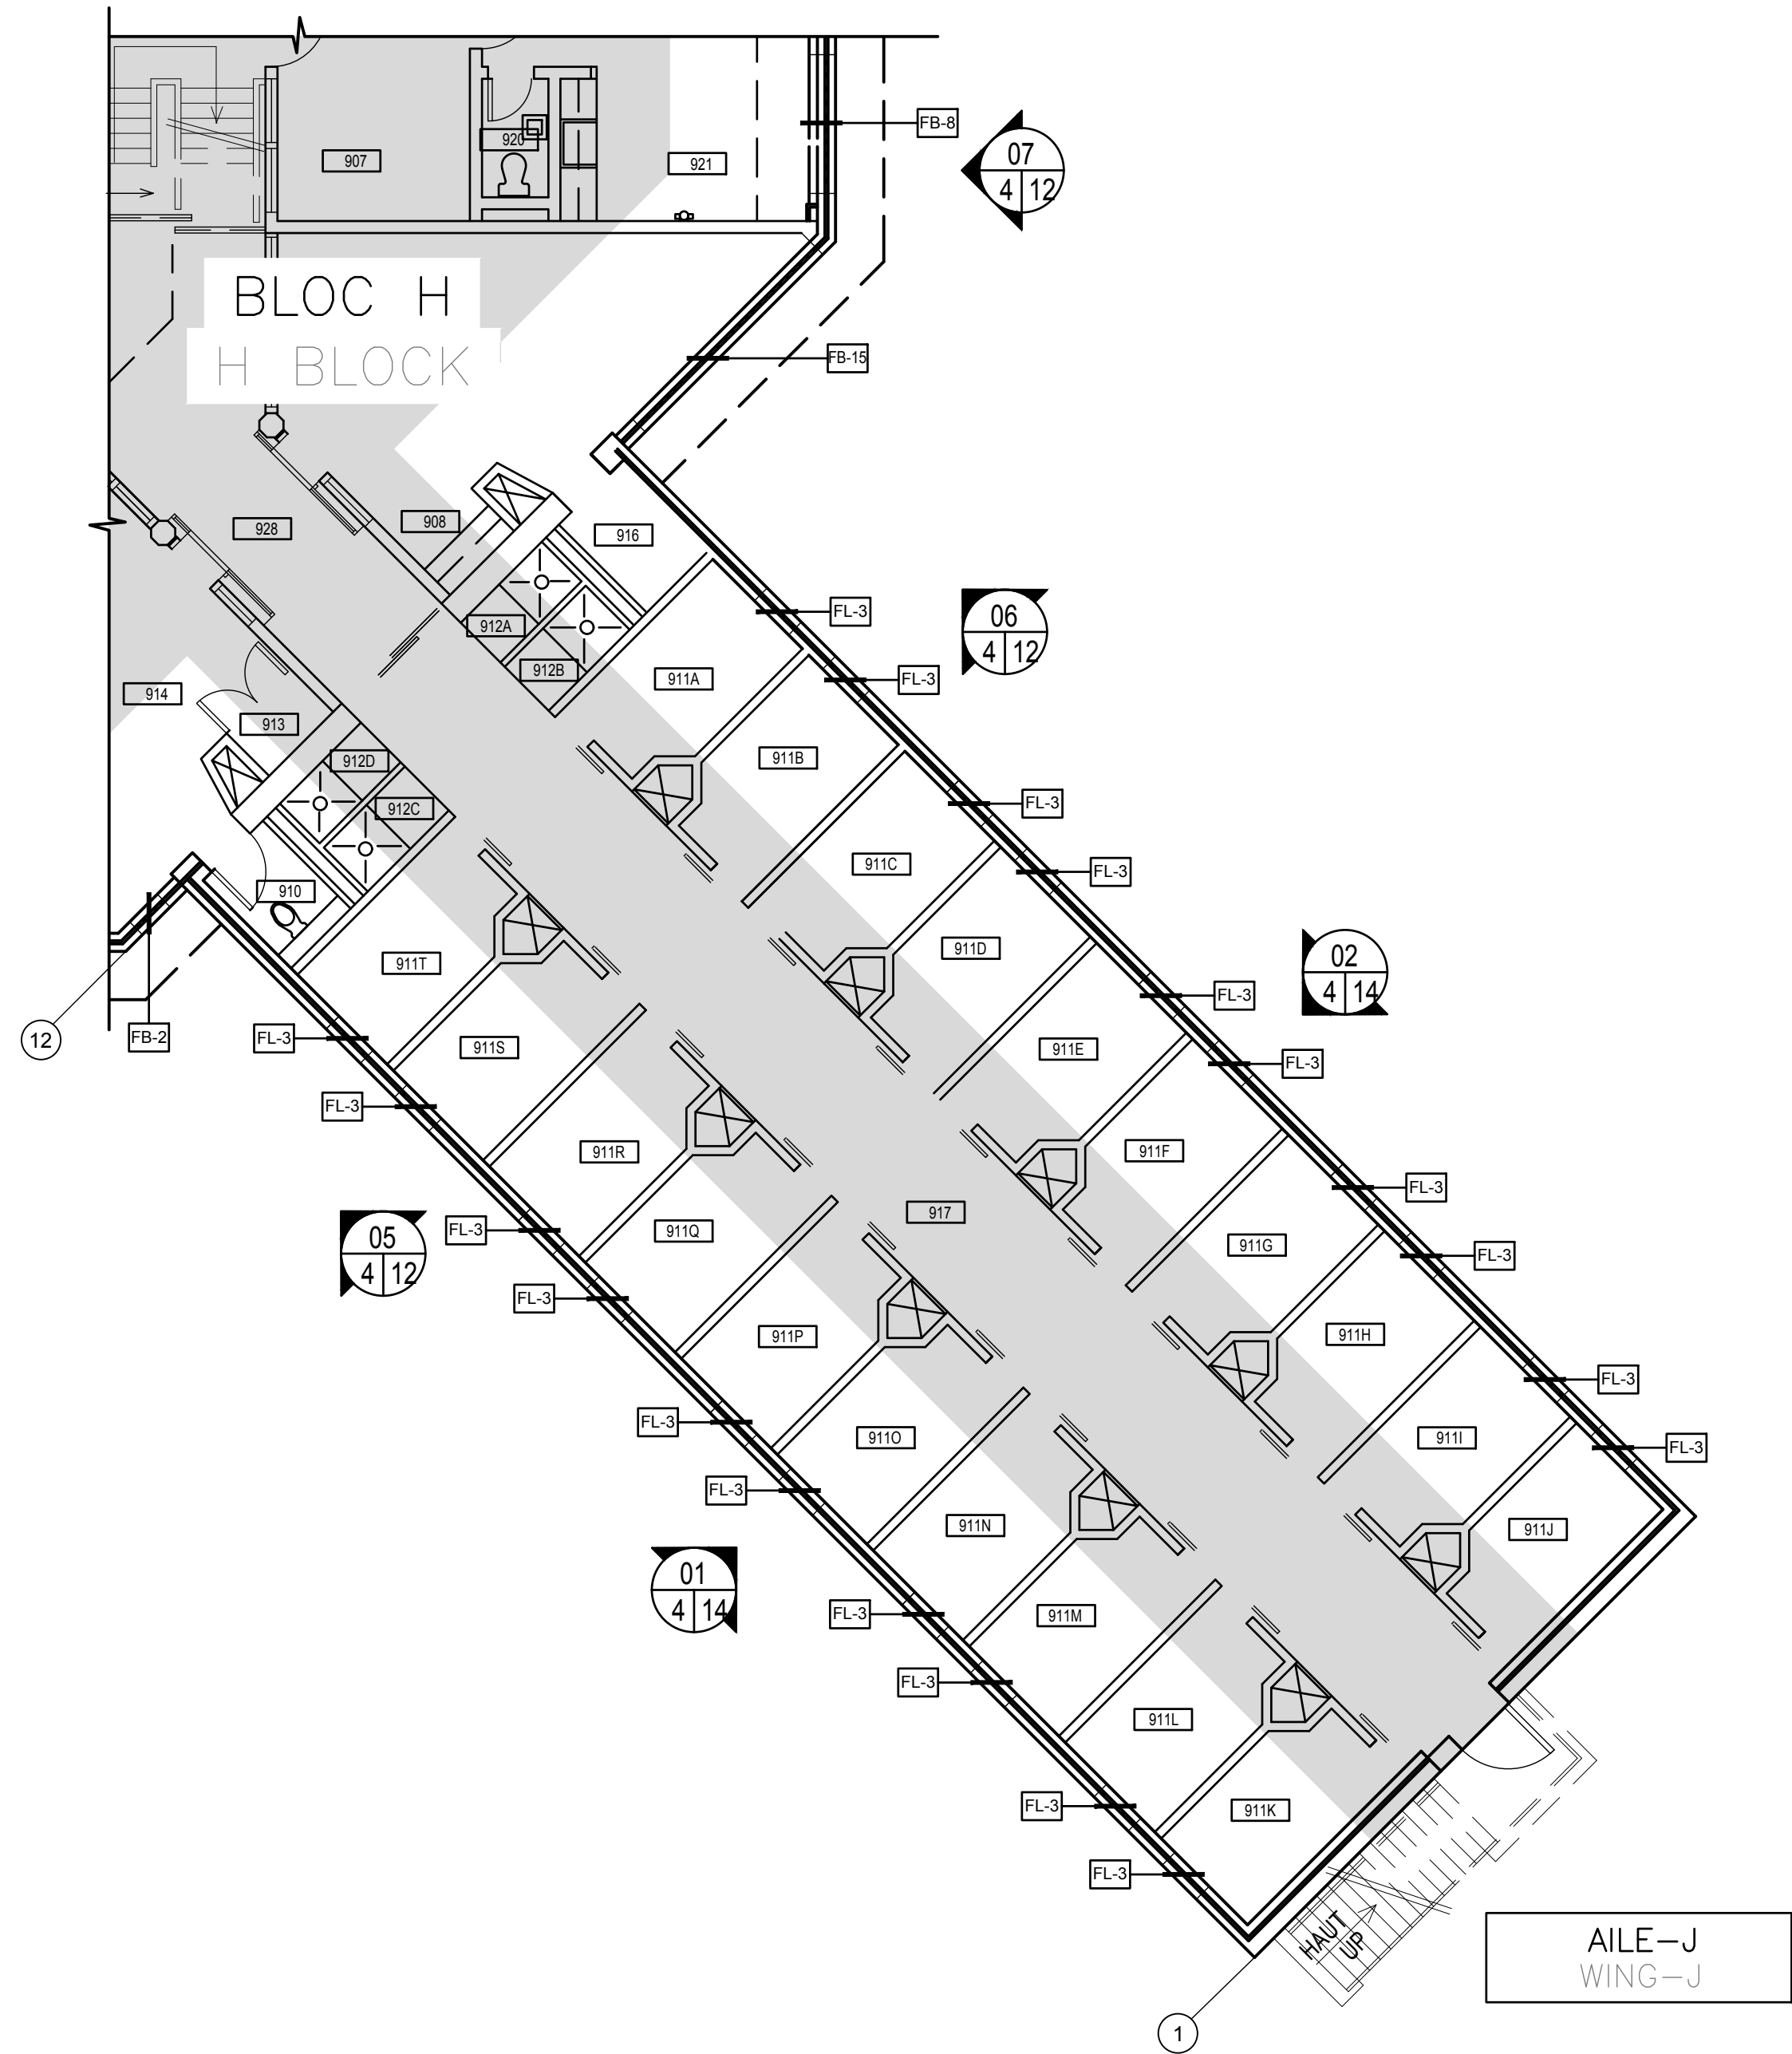 FB-8
07
4 12
920
907
921
BLOC H
H BLOCK
FB-15
928
908
916
06
4 12
FL-3
912A
912B
911A
FL-3
914
913
911B
912D
912C
FL-3
911C
FL-3
910
911D
02
4 14
911T
FL-3
12
FB-2
FL-3
911S
911E
FL-3
FL-3
911R
911F
FL-3
917
05
4 12
FL-3
911Q
911G
FL-3
FL-3
911P
911H
FL-3
FL-3
911O
911I
FL-3
FL-3
911N
911J
01
4 14
FL-3
911M
FL-3
911L
FL-3
911K
FL-3
HAUT
UP
AILE-J
WING-J
1